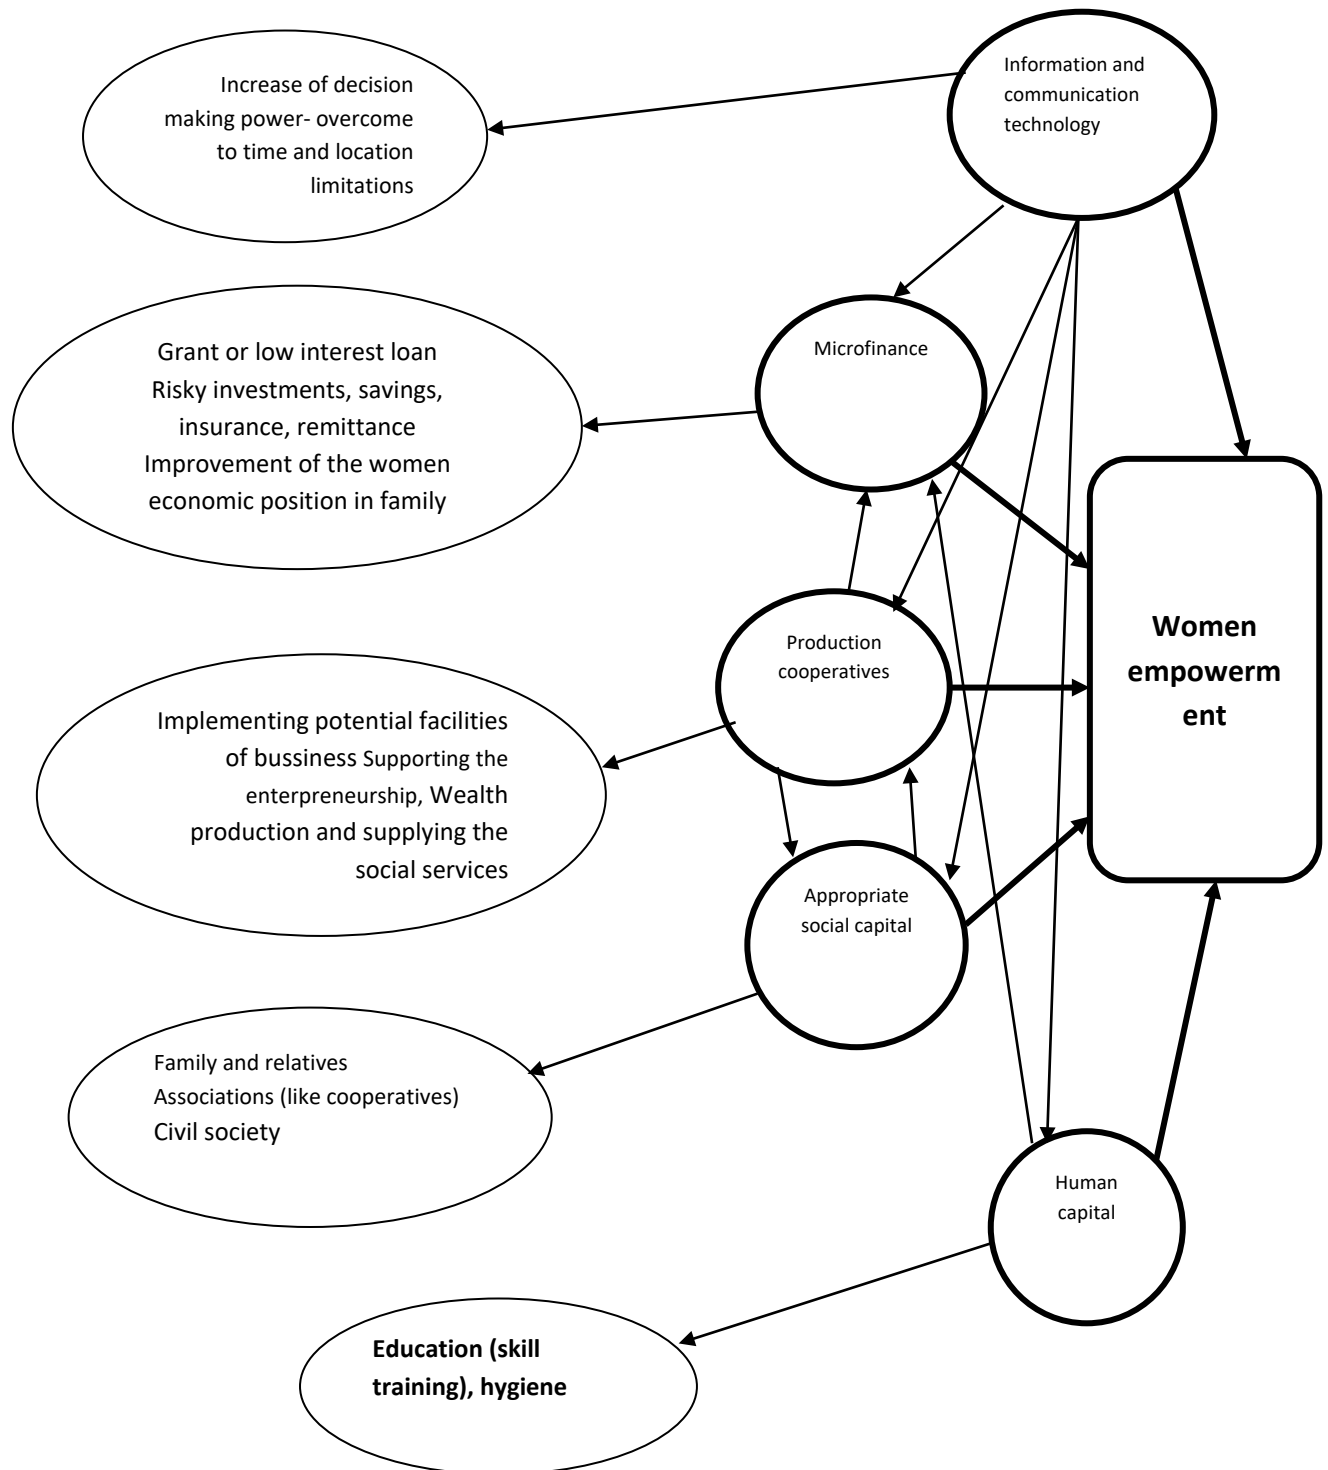 Increase of decision
making power- overcome
to time and location
limitations
Information and
communication
technology
Grant or low interest loan
Risky investments, savings,
insurance, remittance
Improvement of the women
economic position in family
Microfinance
Women
empowerm
ent
Production
cooperatives
Implementing potential facilities
of bussiness Supporting the
enterpreneurship, Wealth
production and supplying the
social services
Appropriate
social capital
Family and relatives
Associations (like cooperatives)
Civil society
Human
capital
Education (skill
training), hygiene